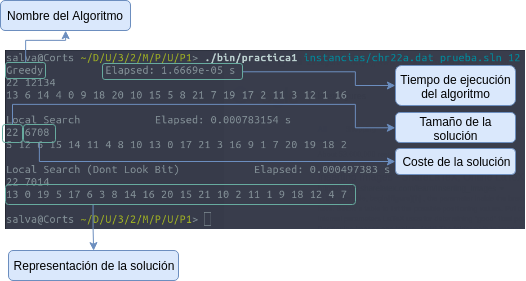 Nombre del Algoritmo
salva@Corts ~/D/U/3/2/M/P/U/P1> ./bin/practica1 instancias/chr22a.dat prueba.sln 12
Greedy Elapsed: 1.6669e-05 s
22 12134
13 6 14 4 0 9 18 20 10 15 5 8 21 7 19 17 2 11 3 12 1 16
Tiempo de ejecución
del algoritmo
Local Search Elapsed: 0.000783154 s
22 6708
5 12 6 15 14 11 4 8 10 13 0 17 21 3 16 9 1 7 20 19 18 2
Tamaño de la
solución
Coste de la solución
Local Search (Dont Look Bit) Elapsed: 0.000497383 s
22 7014
13 0 19 5 17 6 3 8 14 16 20 15 21 10 2 11 1 9 18 12 4 7
salva@Corts ~/D/U/3/2/M/P/U/P1>
Representación de la solución